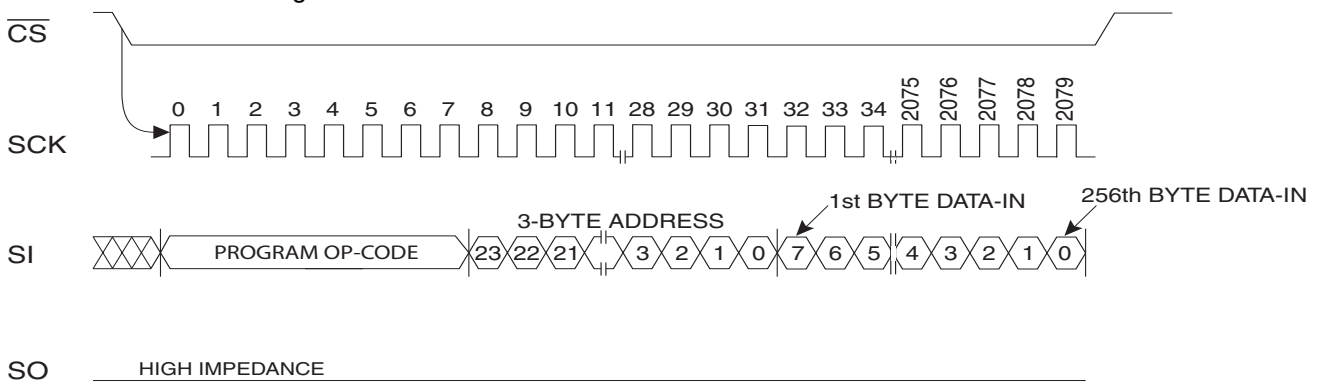 CS
0 1 2 3 4 5 6 7 8 9 10 11 28 29 30 31 32 33 34 2075 2076 2077 2078 2079
SCK
1st BYTE DATA-IN
256th BYTE DATA-IN
3-BYTE ADDRESS
SI
PROGRAM OP-CODE 23 22 21 3 2 1 0 7 6 5 4 3 2 1 0
SO
HIGH IMPEDANCE